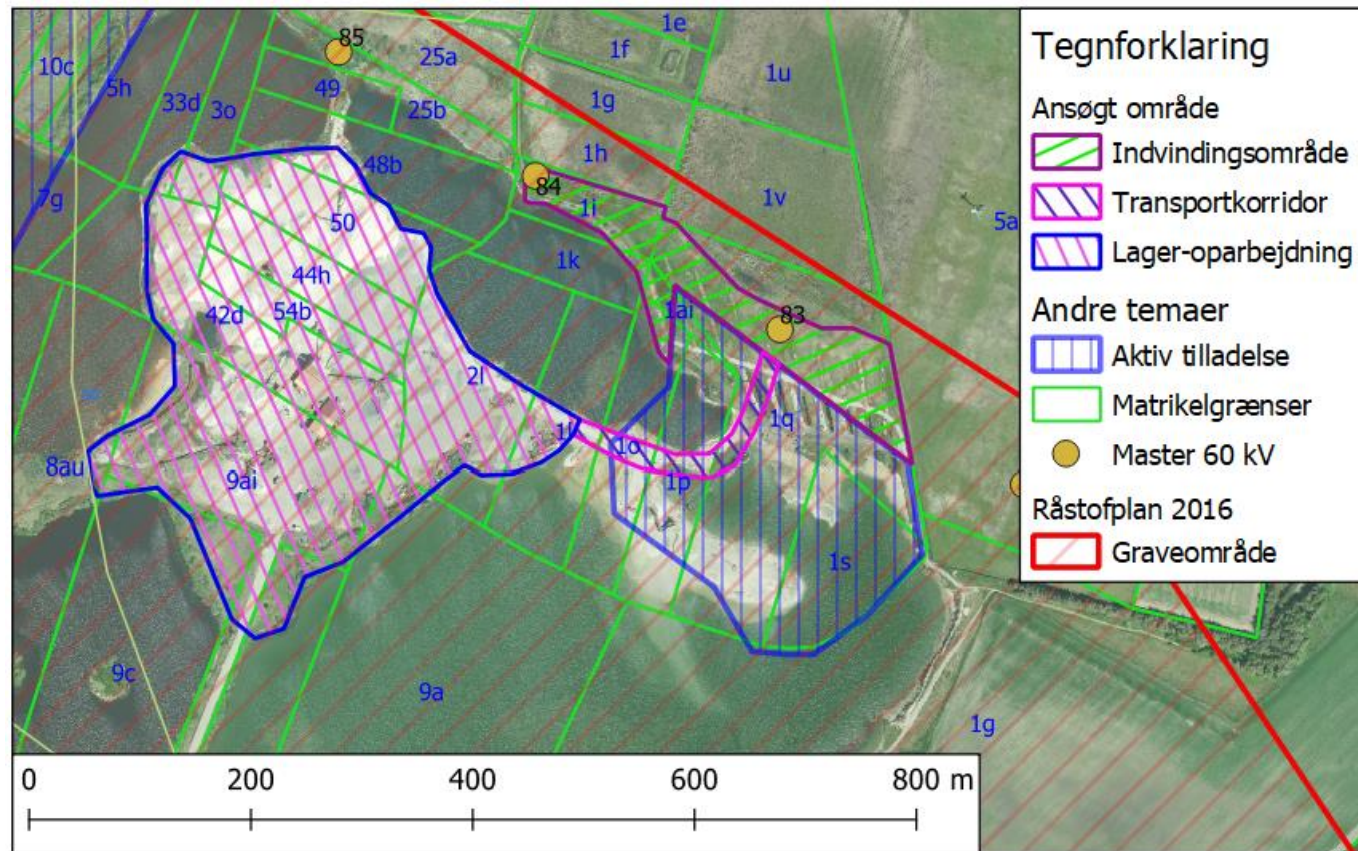 Tegnforklaring
Ansøgt område
Indvindingsområde
Transportkorridor
Lager-oparbejdning
Andre temaer
Aktiv tilladelse
Matrikelgrænser
Master 60 kV
Råstofplan 2016
Graveområde
85
1e
10c
25a
1f
1u
5h
49
33d
3o
25b
1g
1h
48b
84
1v
7g
1i
5a
50
1k
44h
54b
42d
1ai
83
2l
1q
1l
1o
8au
9ai
1p
1s
9c
9a
1g
0 200 400 600 800 m